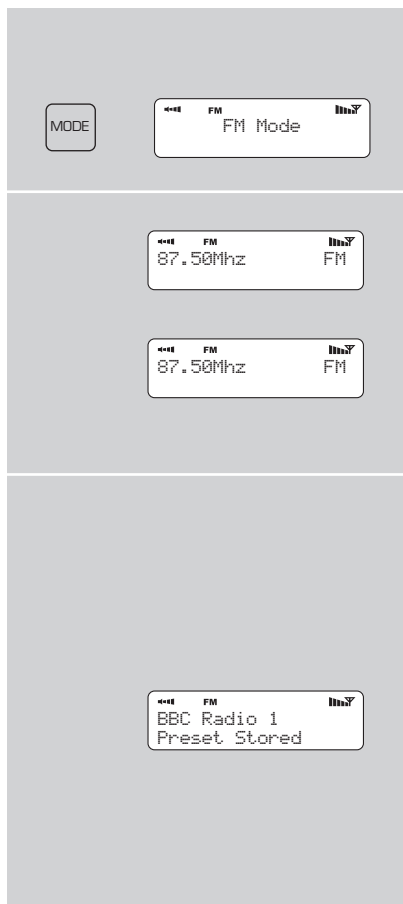 MODE
FM
FM Mode
FM
87.50Mhz FM
FM
87.50Mhz FM
FM
BBC Radio 1
Preset Stored